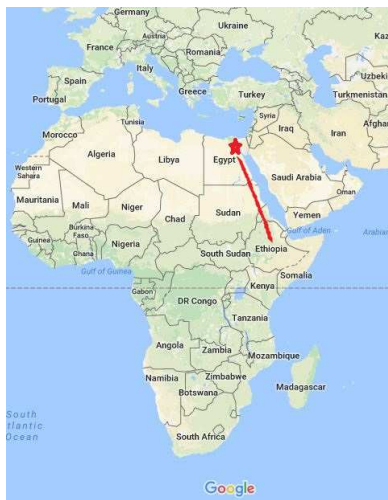 Germany
Ukraine
Kaz
France
Austria
Romania
Italy
Uzbeki
Spain
Portugal
Greece
Turkey
Turkmenistan
Tunisia
Syria
Afghan
Morocco
Iraq
Iran
Algeria
Libya
Egypt
Western
Sahara
Saudi Arabia
Oman
Mauritania
Mali
Niger
Chad
Sudan
Yemen
Burkina
Faso
Gulf of Aden
Arabia
Guinea
Ghana
Nigeria
South Sudan
Ethiopia
Gulf of Guinea
Somalia
Gabon
Kenya
DR Congo
Tanzania
Angola
Zambia
Mozambique
Namibia
Zimbabwe
Botswana
Madagascar
South
tlantic
Ocean
South Africa
Google